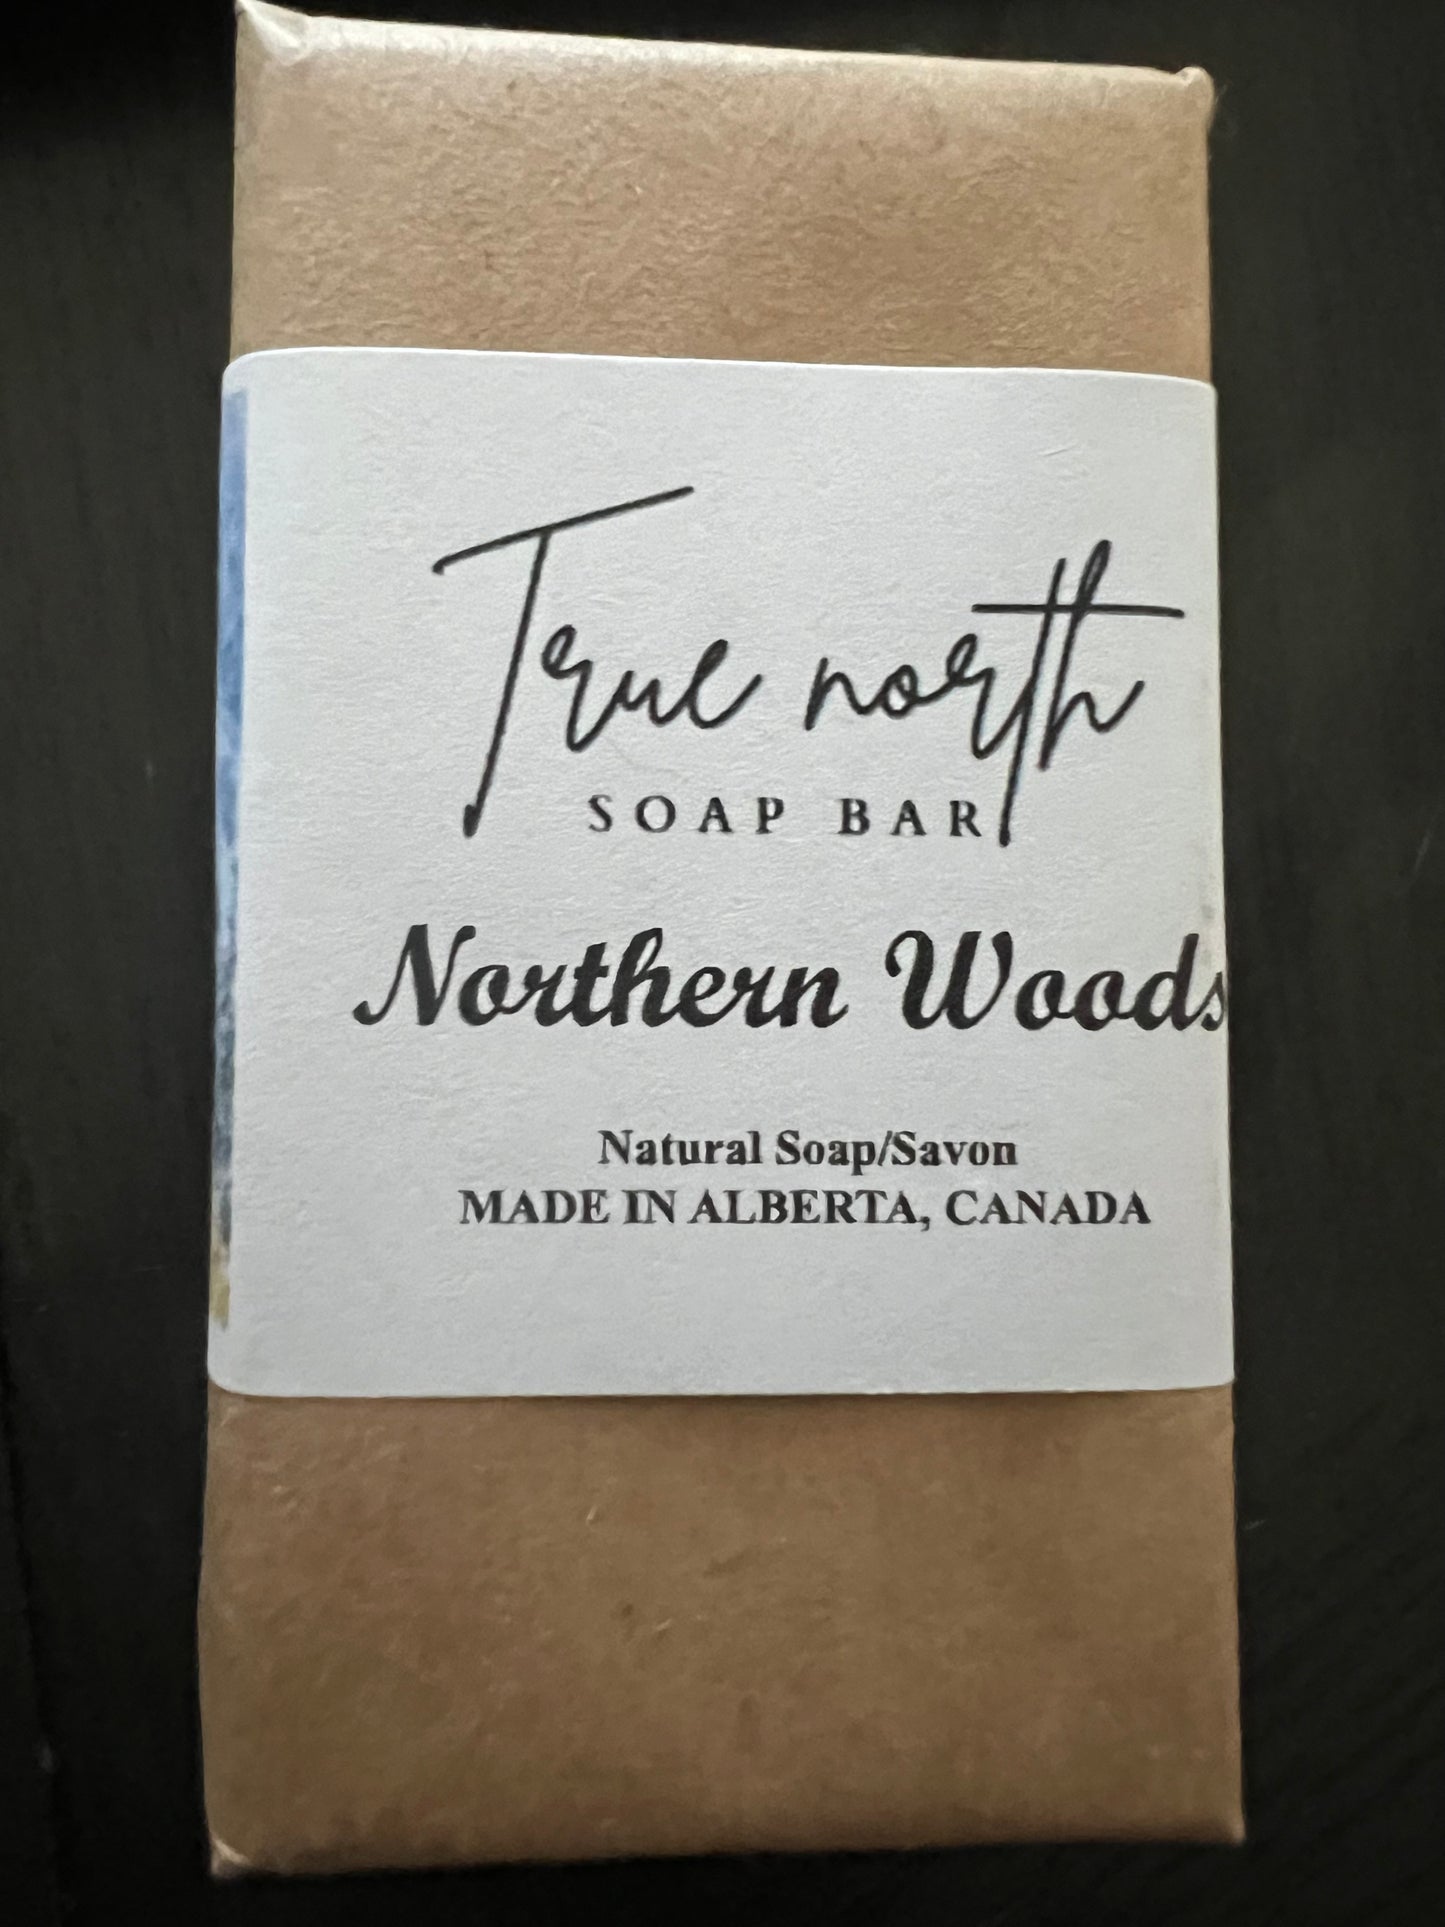 True north
SOAP BAR
Northern Woods
Natural Soap/Savon
MADE IN ALBERTA, CANADA